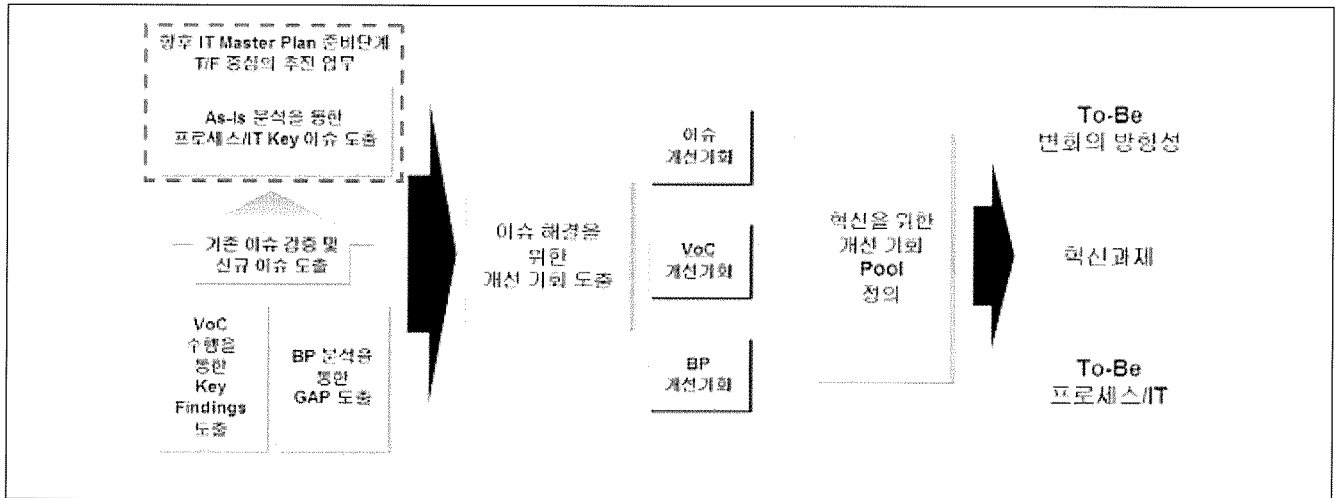 향후 IT Master Plan 준비단계
T/F 중심의 추진 업무
As-Is 분석을 통한
프로세스/IT Key 이슈 도출
기존 이슈 검증 및
신규 이슈 도출
VoC
수행을
통한
Key
Findings
도출
BP 분석을
통한
GAP 도출
이슈 해결을
위한
개선 기회 도출
이슈
개선기회
VoC
개선기회
BP
개선기회
혁신을 위한
개선 기회
Pool
정의
To-Be
변화의 방향성
혁신과제
To-Be
프로세스/IT